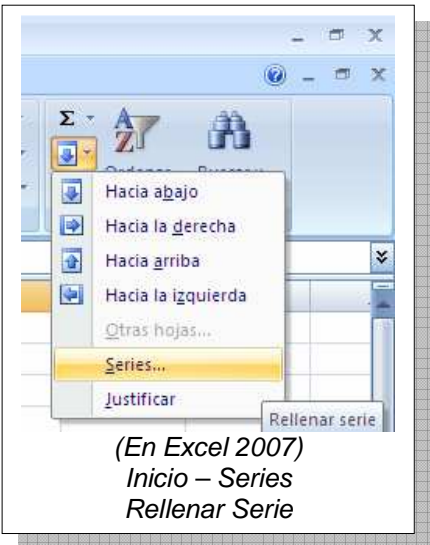 Σ
A
Z
Hacia abajo
Hacia la derecha
Hacia arriba
Hacia la izquierda
Otras hojas...
Series...
Justificar
Rellenar serie
(En Excel 2007)
Inicio – Series
Rellenar Serie